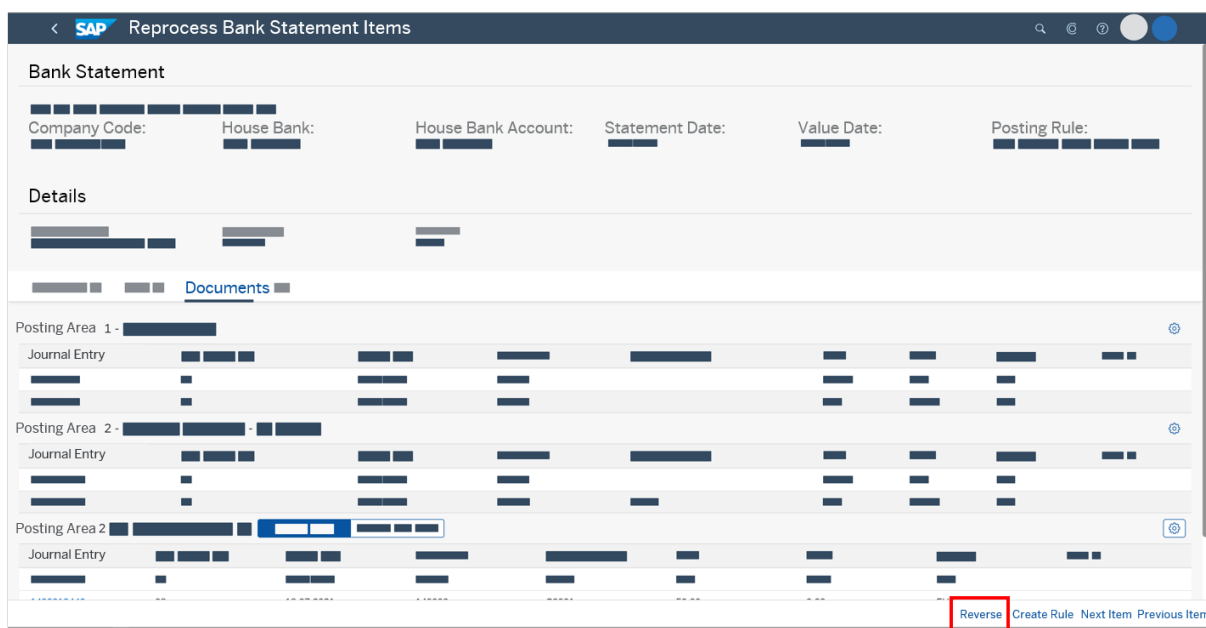 SAP Reprocess Bank Statement Items
Bank Statement
Company Code: House Bank: House Bank Account: Statement Date: Value Date: Posting Rule:
Details
Documents
Posting Area 1 -
Journal Entry
Posting Area 2 - -
Journal Entry
Posting Area 2
Journal Entry
Reverse Create Rule Next Item Previous Item